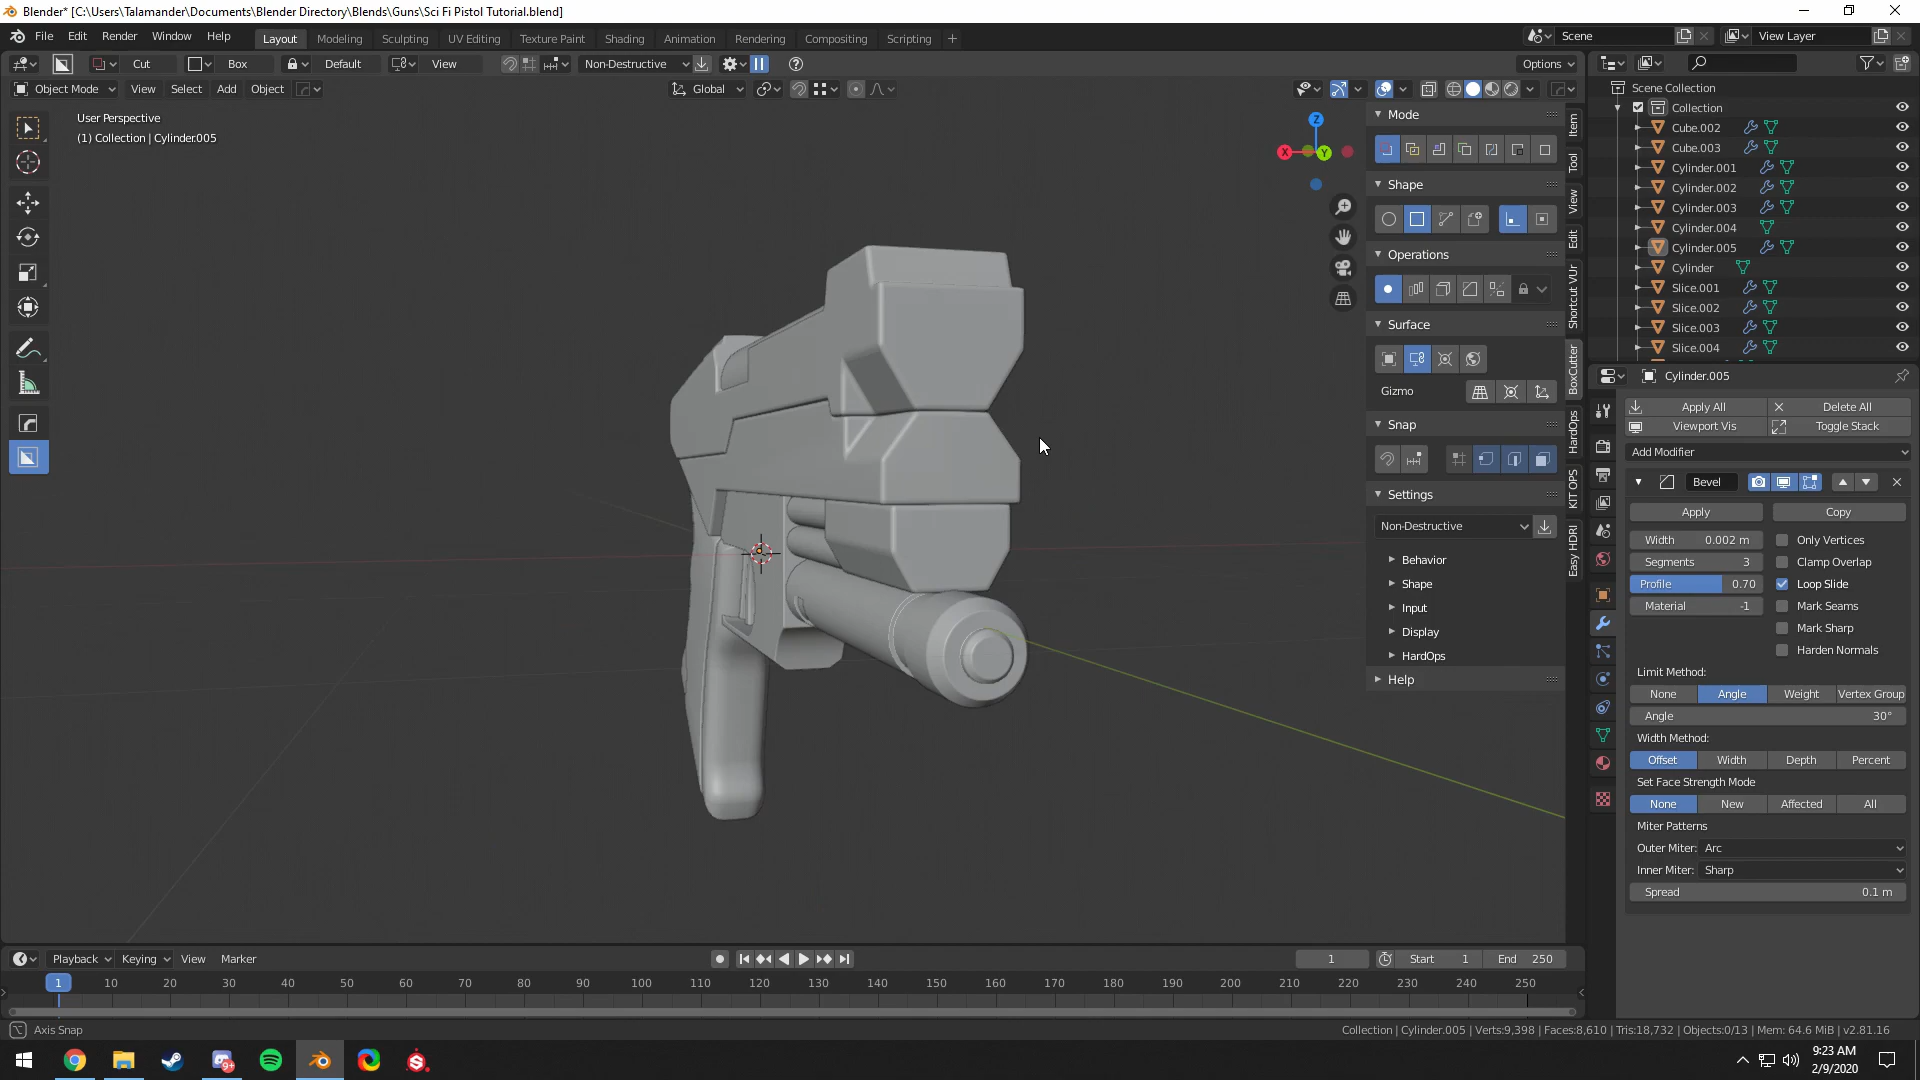 Blender* [C:\Users\Talamander\Documents\Blender Directory\Blends\Guns\Sci Fi Pistol Tutorial.blend]
File Edit Render Window Help Layout Modeling Sculpting UV Editing Texture Paint Shading Animation Rendering Compositing Scripting + Scene View Layer
Cut Box Default View Non-Destructive Options
Object Mode View Select Add Object Global
User Perspective
(1) Collection | Cylinder.005
Z
X Y
Mode
Shape
Operations
Surface
Gizmo
Snap
Settings
Non-Destructive
Behavior
Shape
Input
Display
HardOps
Help
Item
Tool
View
Edit
Shortcut VUr
BoxCutter
HardOps
KIT OPS
Easy HDRI
Scene Collection
Collection
Cube.002
Cube.003
Cylinder.001
Cylinder.002
Cylinder.003
Cylinder.004
Cylinder.005
Cylinder
Slice.001
Slice.002
Slice.003
Slice.004
Cylinder.005
Apply All Delete All
Viewport Vis Toggle Stack
Add Modifier
Bevel
Apply Copy
Width 0.002 m Only Vertices
Segments 3 Clamp Overlap
Profile 0.70 Loop Slide
Material -1 Mark Seams
Mark Sharp
Harden Normals
Limit Method:
None Angle Weight Vertex Group
Angle 30°
Width Method:
Offset Width Depth Percent
Set Face Strength Mode
None New Affected All
Miter Patterns
Outer Miter: Arc
Inner Miter: Sharp
Spread 0.1 m
Playback Keying View Marker 1 Start 1 End 250
1 10 20 30 40 50 60 70 80 90 100 110 120 130 140 150 160 170 180 190 200 210 220 230 240 250
Axis Snap Collection | Cylinder.005 | Verts:9,398 | Faces:8,610 | Tris:18,732 | Objects:0/13 | Mem: 64.6 MiB | v2.81.16
9+
9:23 AM
2/9/2020